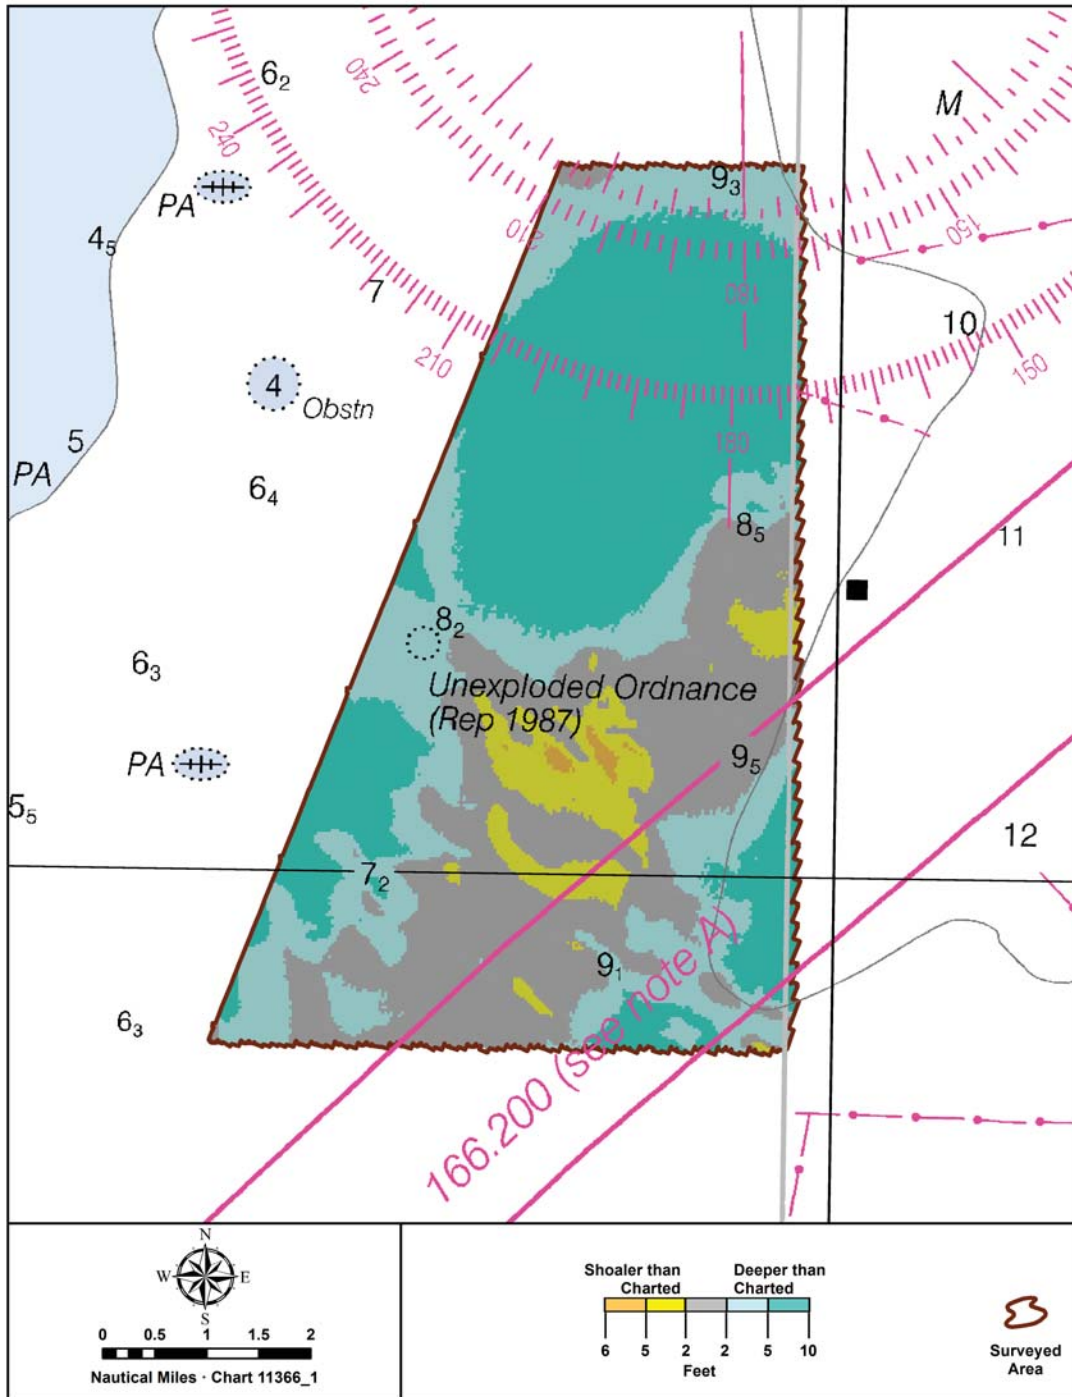 6₂
240
240
M
PA
9₃
210
150
4₅
7
180
10
210
150
4
Obstn
5
180
PA
6₄
8₅
11
8₂
6₃
Unexploded Ordnance
(Rep 1987)
PA
9₅
5₅
12
7₂
9₁
6₃
166.200 (see note A)
N
W E
S
0 0.5 1 1.5 2
Nautical Miles · Chart 11366_1
Shoaler than Charted
Deeper than Charted
6 5 2 2 5 10
Feet
Surveyed
Area